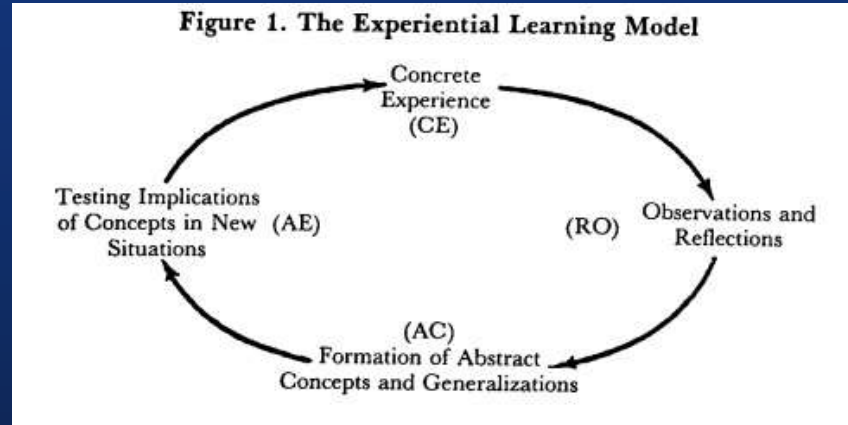 Figure 1. The Experiential Learning Model
Concrete
Experience
(CE)
Testing Implications
of Concepts in New (AE)
Situations
(RO) Observations and
Reflections
(AC)
Formation of Abstract
Concepts and Generalizations